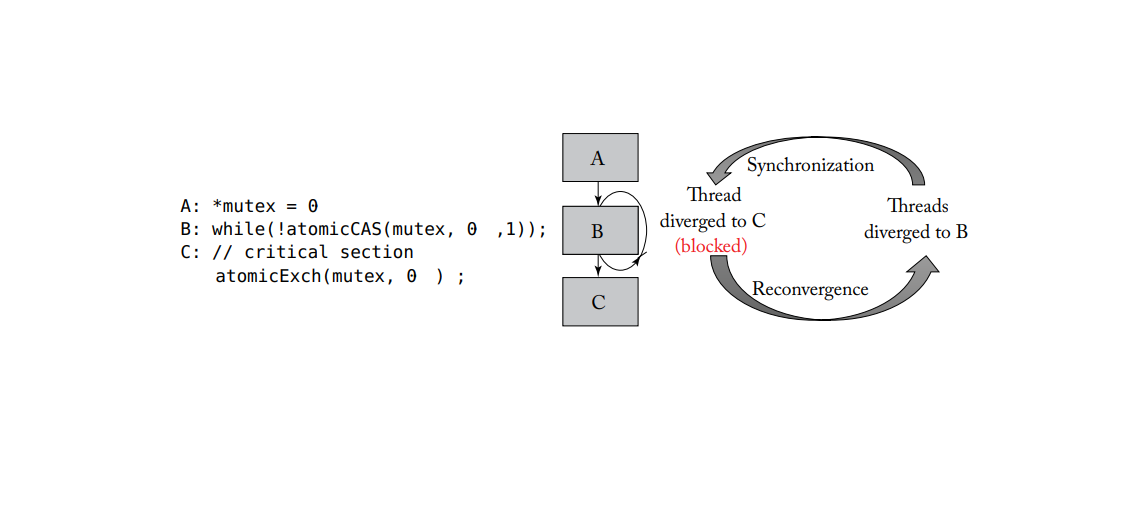 A: *mutex = 0
B: while(!atomicCAS(mutex, 0 ,1));
C: // critical section
atomicExch(mutex, 0 ) ;
A
B
C
Synchronization
Thread
diverged to C
(blocked)
Threads
diverged to B
Reconvergence